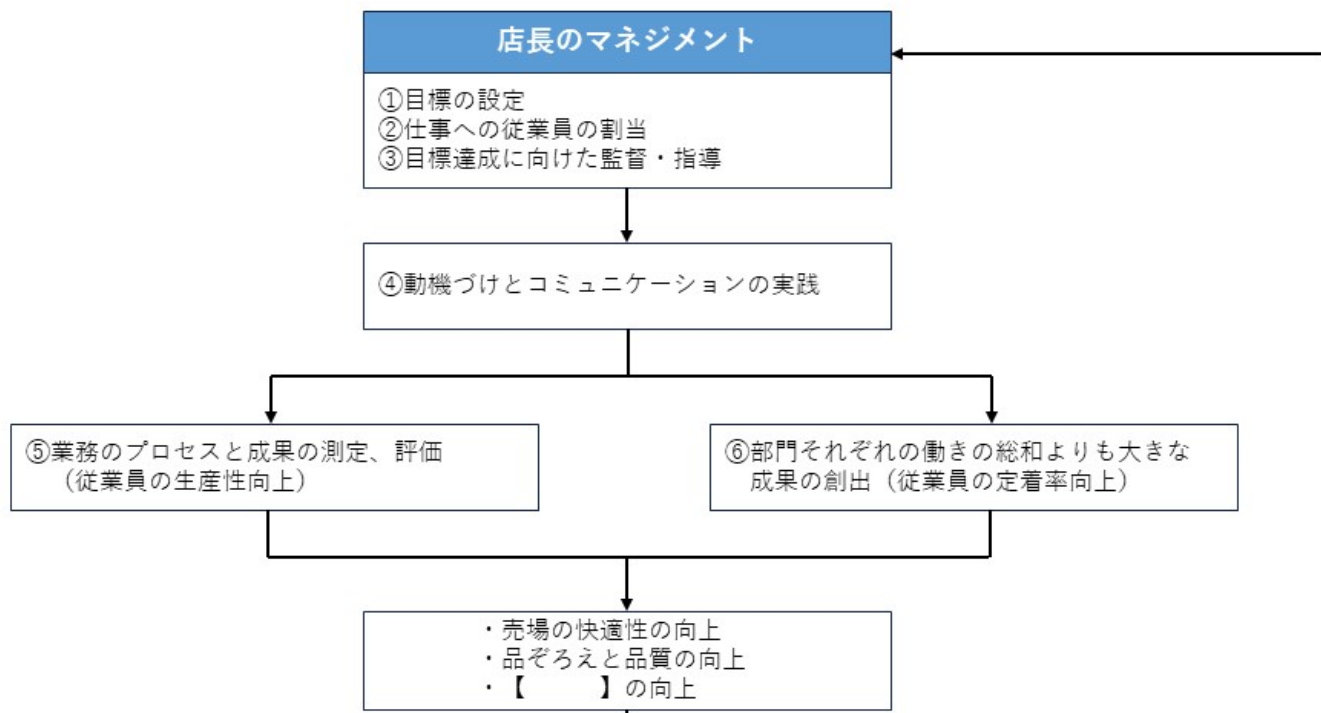 店長のマネジメント
①目標の設定
②仕事への従業員の割当
③目標達成に向けた監督・指導
④動機づけとコミュニケーションの実践
⑤業務のプロセスと成果の測定、評価
（従業員の生産性向上）
⑥部門それぞれの働きの総和よりも大きな
成果の創出（従業員の定着率向上）
・売場の快適性の向上
・品ぞろえと品質の向上
・【　　　】の向上